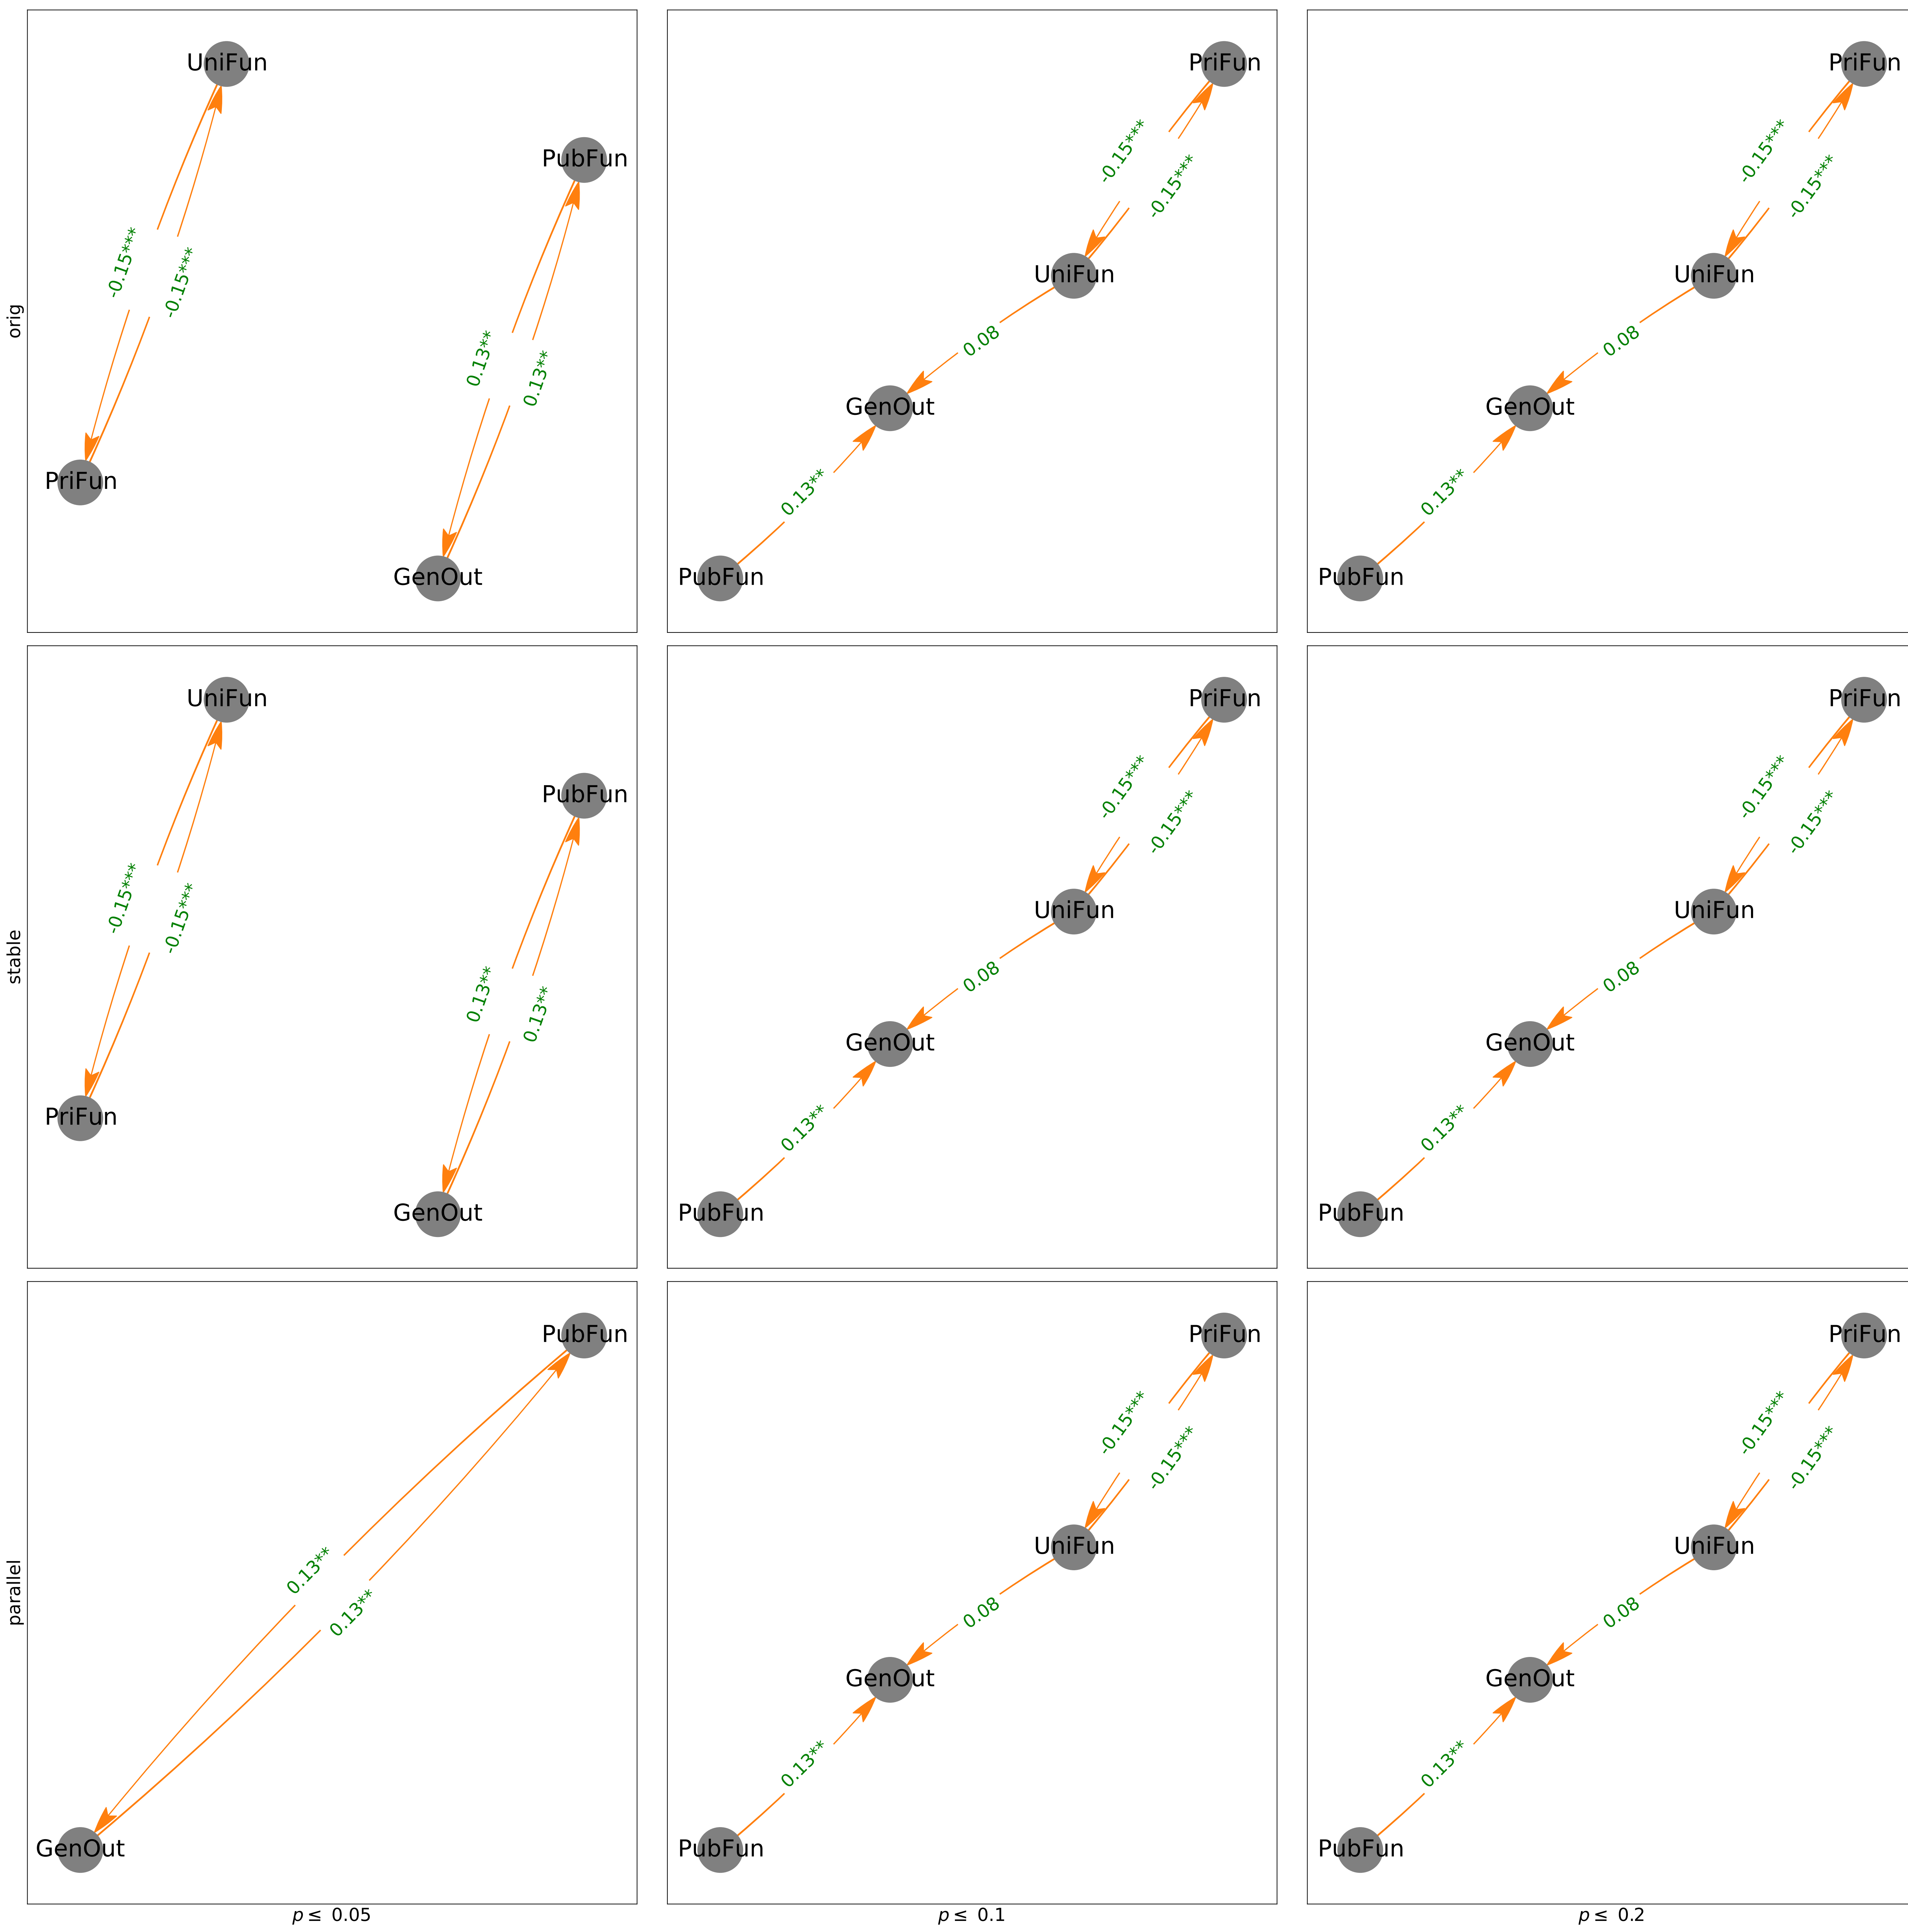 UniFun
PubFun
-0.15***
-0.15***
0.13**
0.13**
PriFun
GenOut
orig
PriFun
-0.15***
-0.15***
UniFun
0.08
GenOut
0.13**
PubFun
PriFun
-0.15***
-0.15***
UniFun
0.08
GenOut
0.13**
PubFun
UniFun
PubFun
-0.15***
-0.15***
0.13**
0.13**
PriFun
GenOut
stable
PriFun
-0.15***
-0.15***
UniFun
0.08
GenOut
0.13**
PubFun
PriFun
-0.15***
-0.15***
UniFun
0.08
GenOut
0.13**
PubFun
PubFun
0.13**
0.13**
GenOut
parallel
p ≤ 0.05
PriFun
-0.15***
-0.15***
UniFun
0.08
GenOut
0.13**
PubFun
p ≤ 0.1
PriFun
-0.15***
-0.15***
UniFun
0.08
GenOut
0.13**
PubFun
p ≤ 0.2